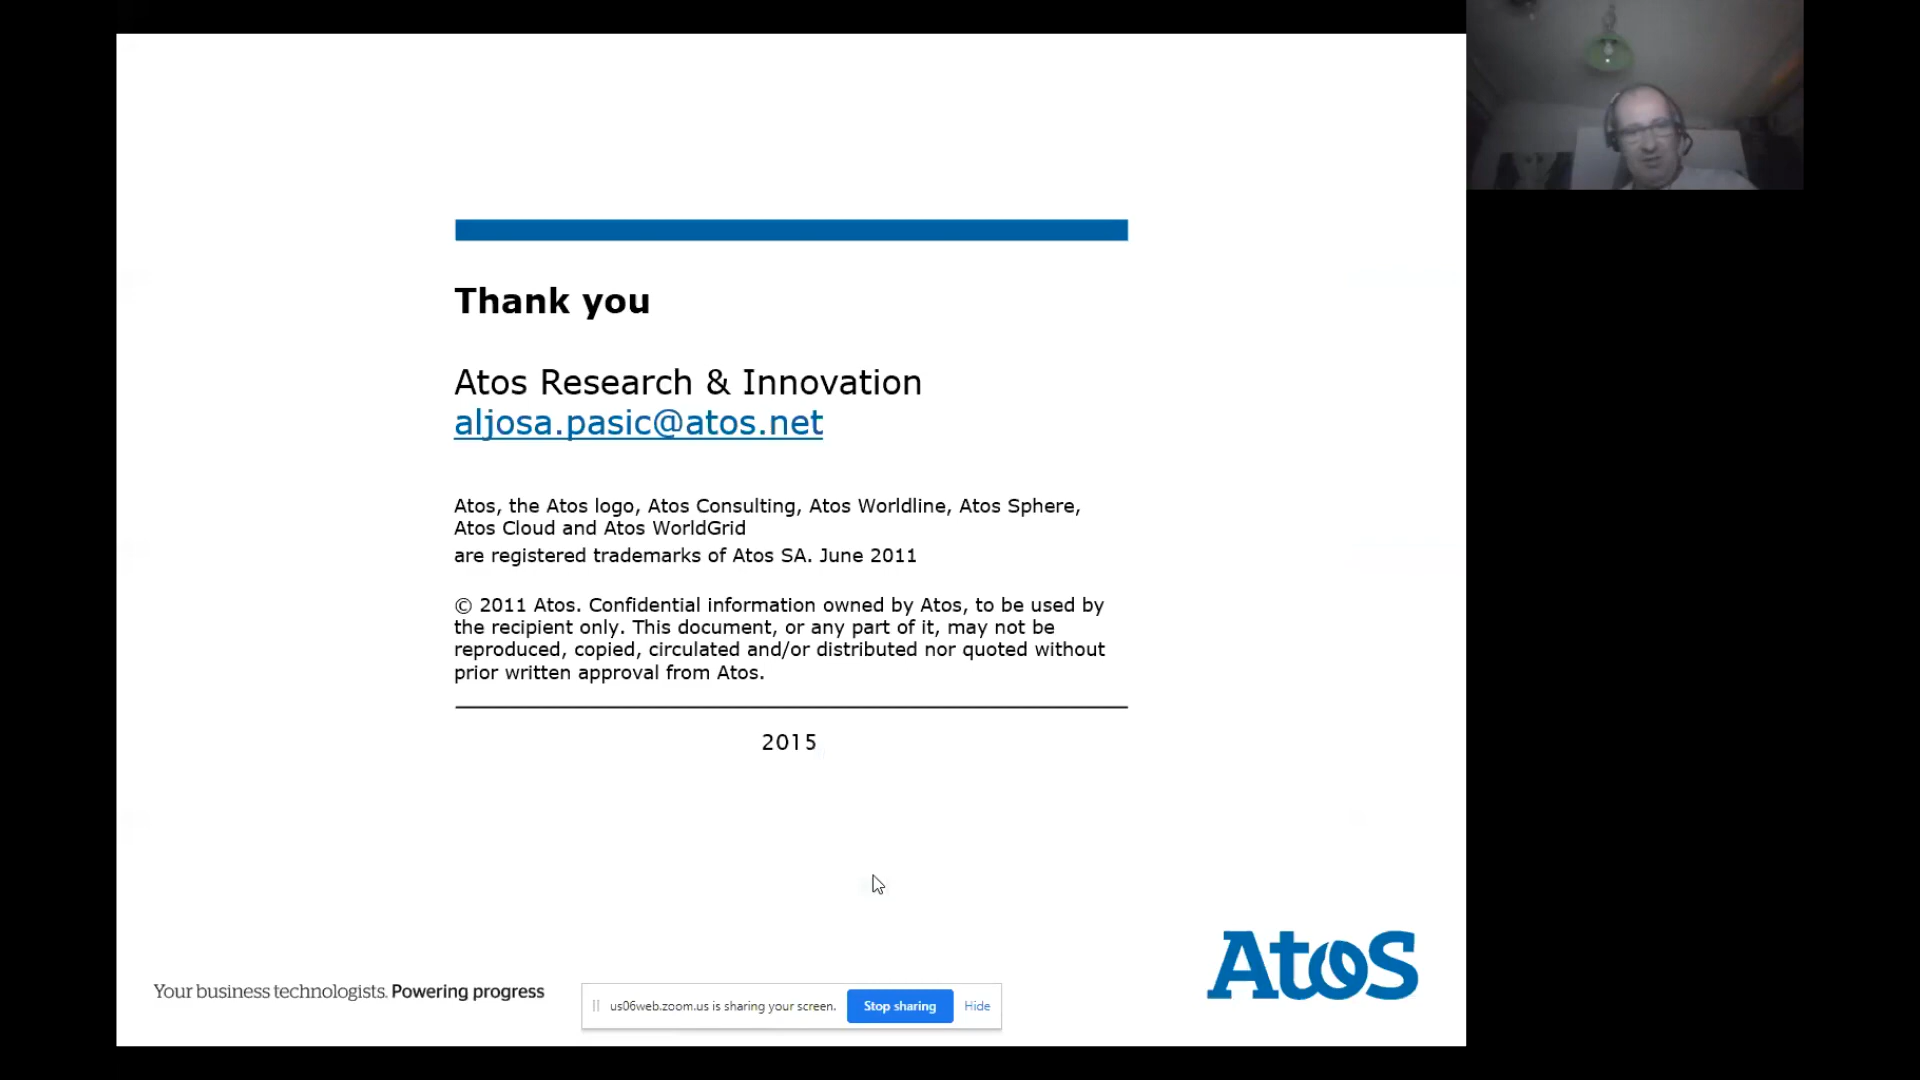 Thank you
Atos Research & Innovation
aljosa.pasic@atos.net
Atos, the Atos logo, Atos Consulting, Atos Worldline, Atos Sphere,
Atos Cloud and Atos WorldGrid
are registered trademarks of Atos SA. June 2011
© 2011 Atos. Confidential information owned by Atos, to be used by
the recipient only. This document, or any part of it, may not be
reproduced, copied, circulated and/or distributed nor quoted without
prior written approval from Atos.
2015
Your business technologists. Powering progress
us06web.zoom.us is sharing your screen. Stop sharing Hide
Atos